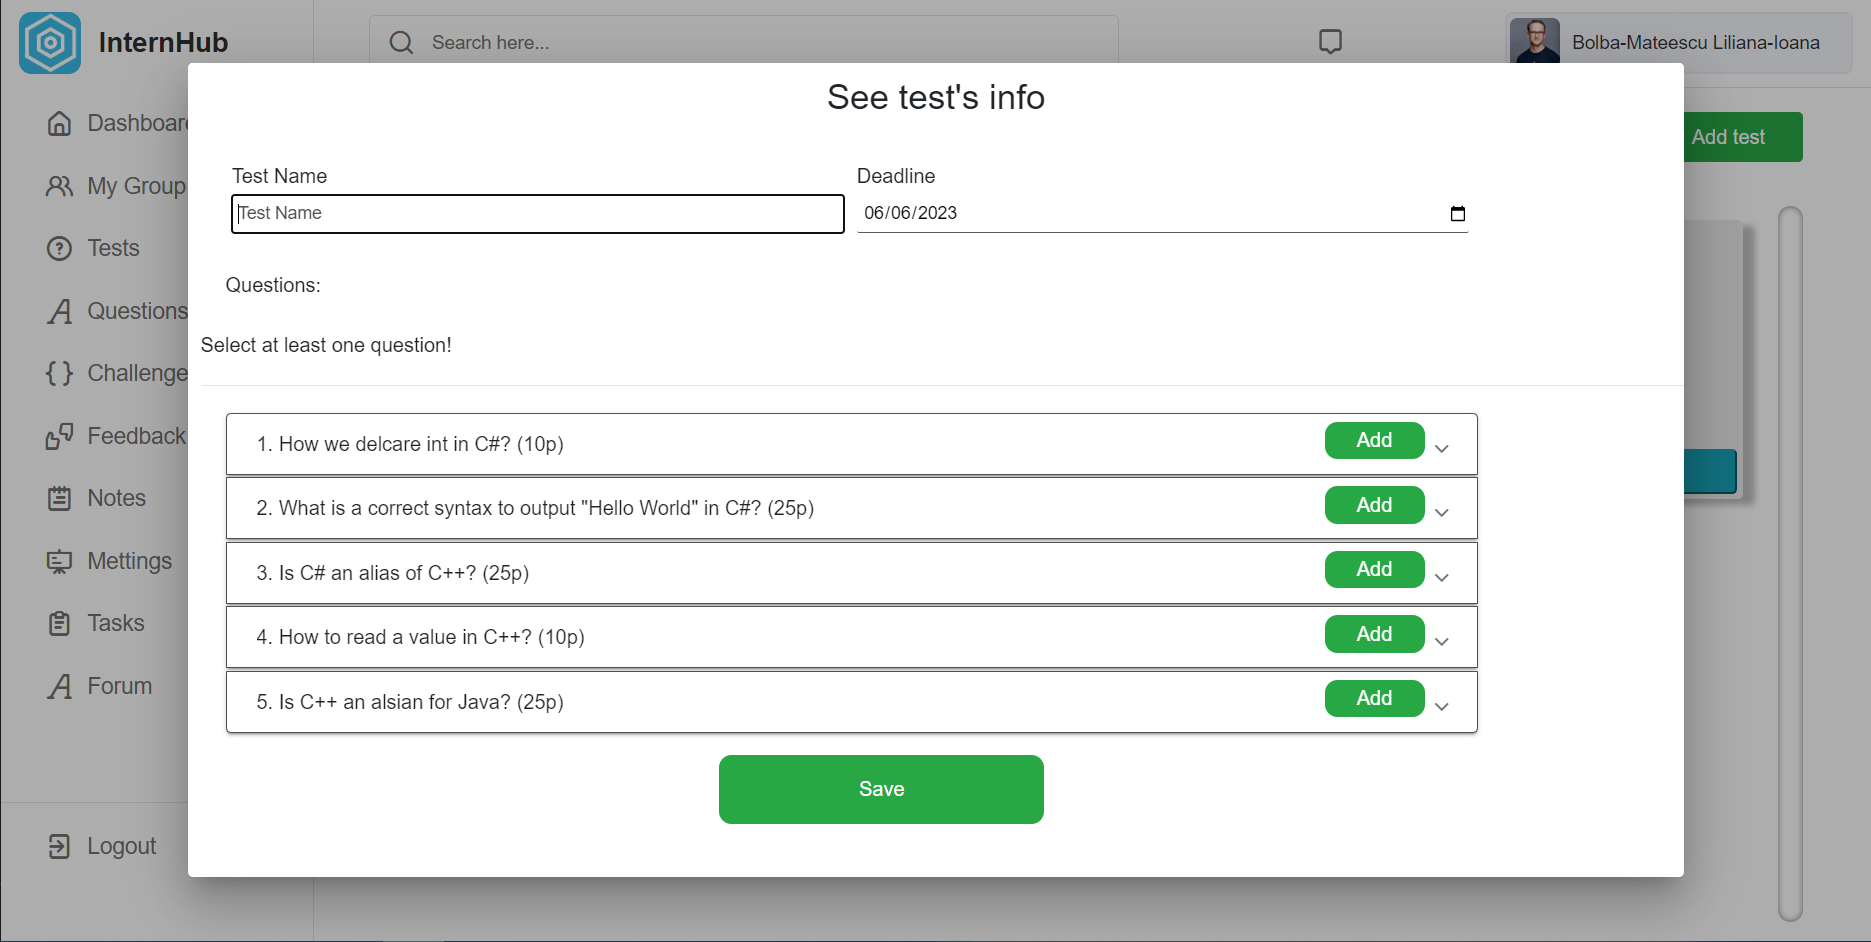 InternHub
Search here...
Bolba-Mateescu Liliana-Ioana
Dashboard
My Group
Tests
Questions
Challenge
Feedback
Notes
Mettings
Tasks
Forum
Logout
Add test
See test's info
Test Name
Deadline
Test Name
06/06/2023
Questions:
Select at least one question!
1. How we delcare int in C#? (10p)
Add
2. What is a correct syntax to output "Hello World" in C#? (25p)
Add
3. Is C# an alias of C++? (25p)
Add
4. How to read a value in C++? (10p)
Add
5. Is C++ an alsian for Java? (25p)
Add
Save